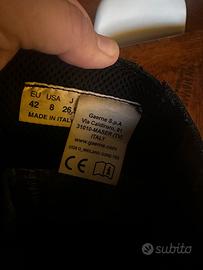 EU USA J
42 8 26,
MADE IN ITALY
Gaerne S.p.A
Via Calstroro, 81
31010-MASER (TV)
ITALY
www.gaerne.com
CE
subito